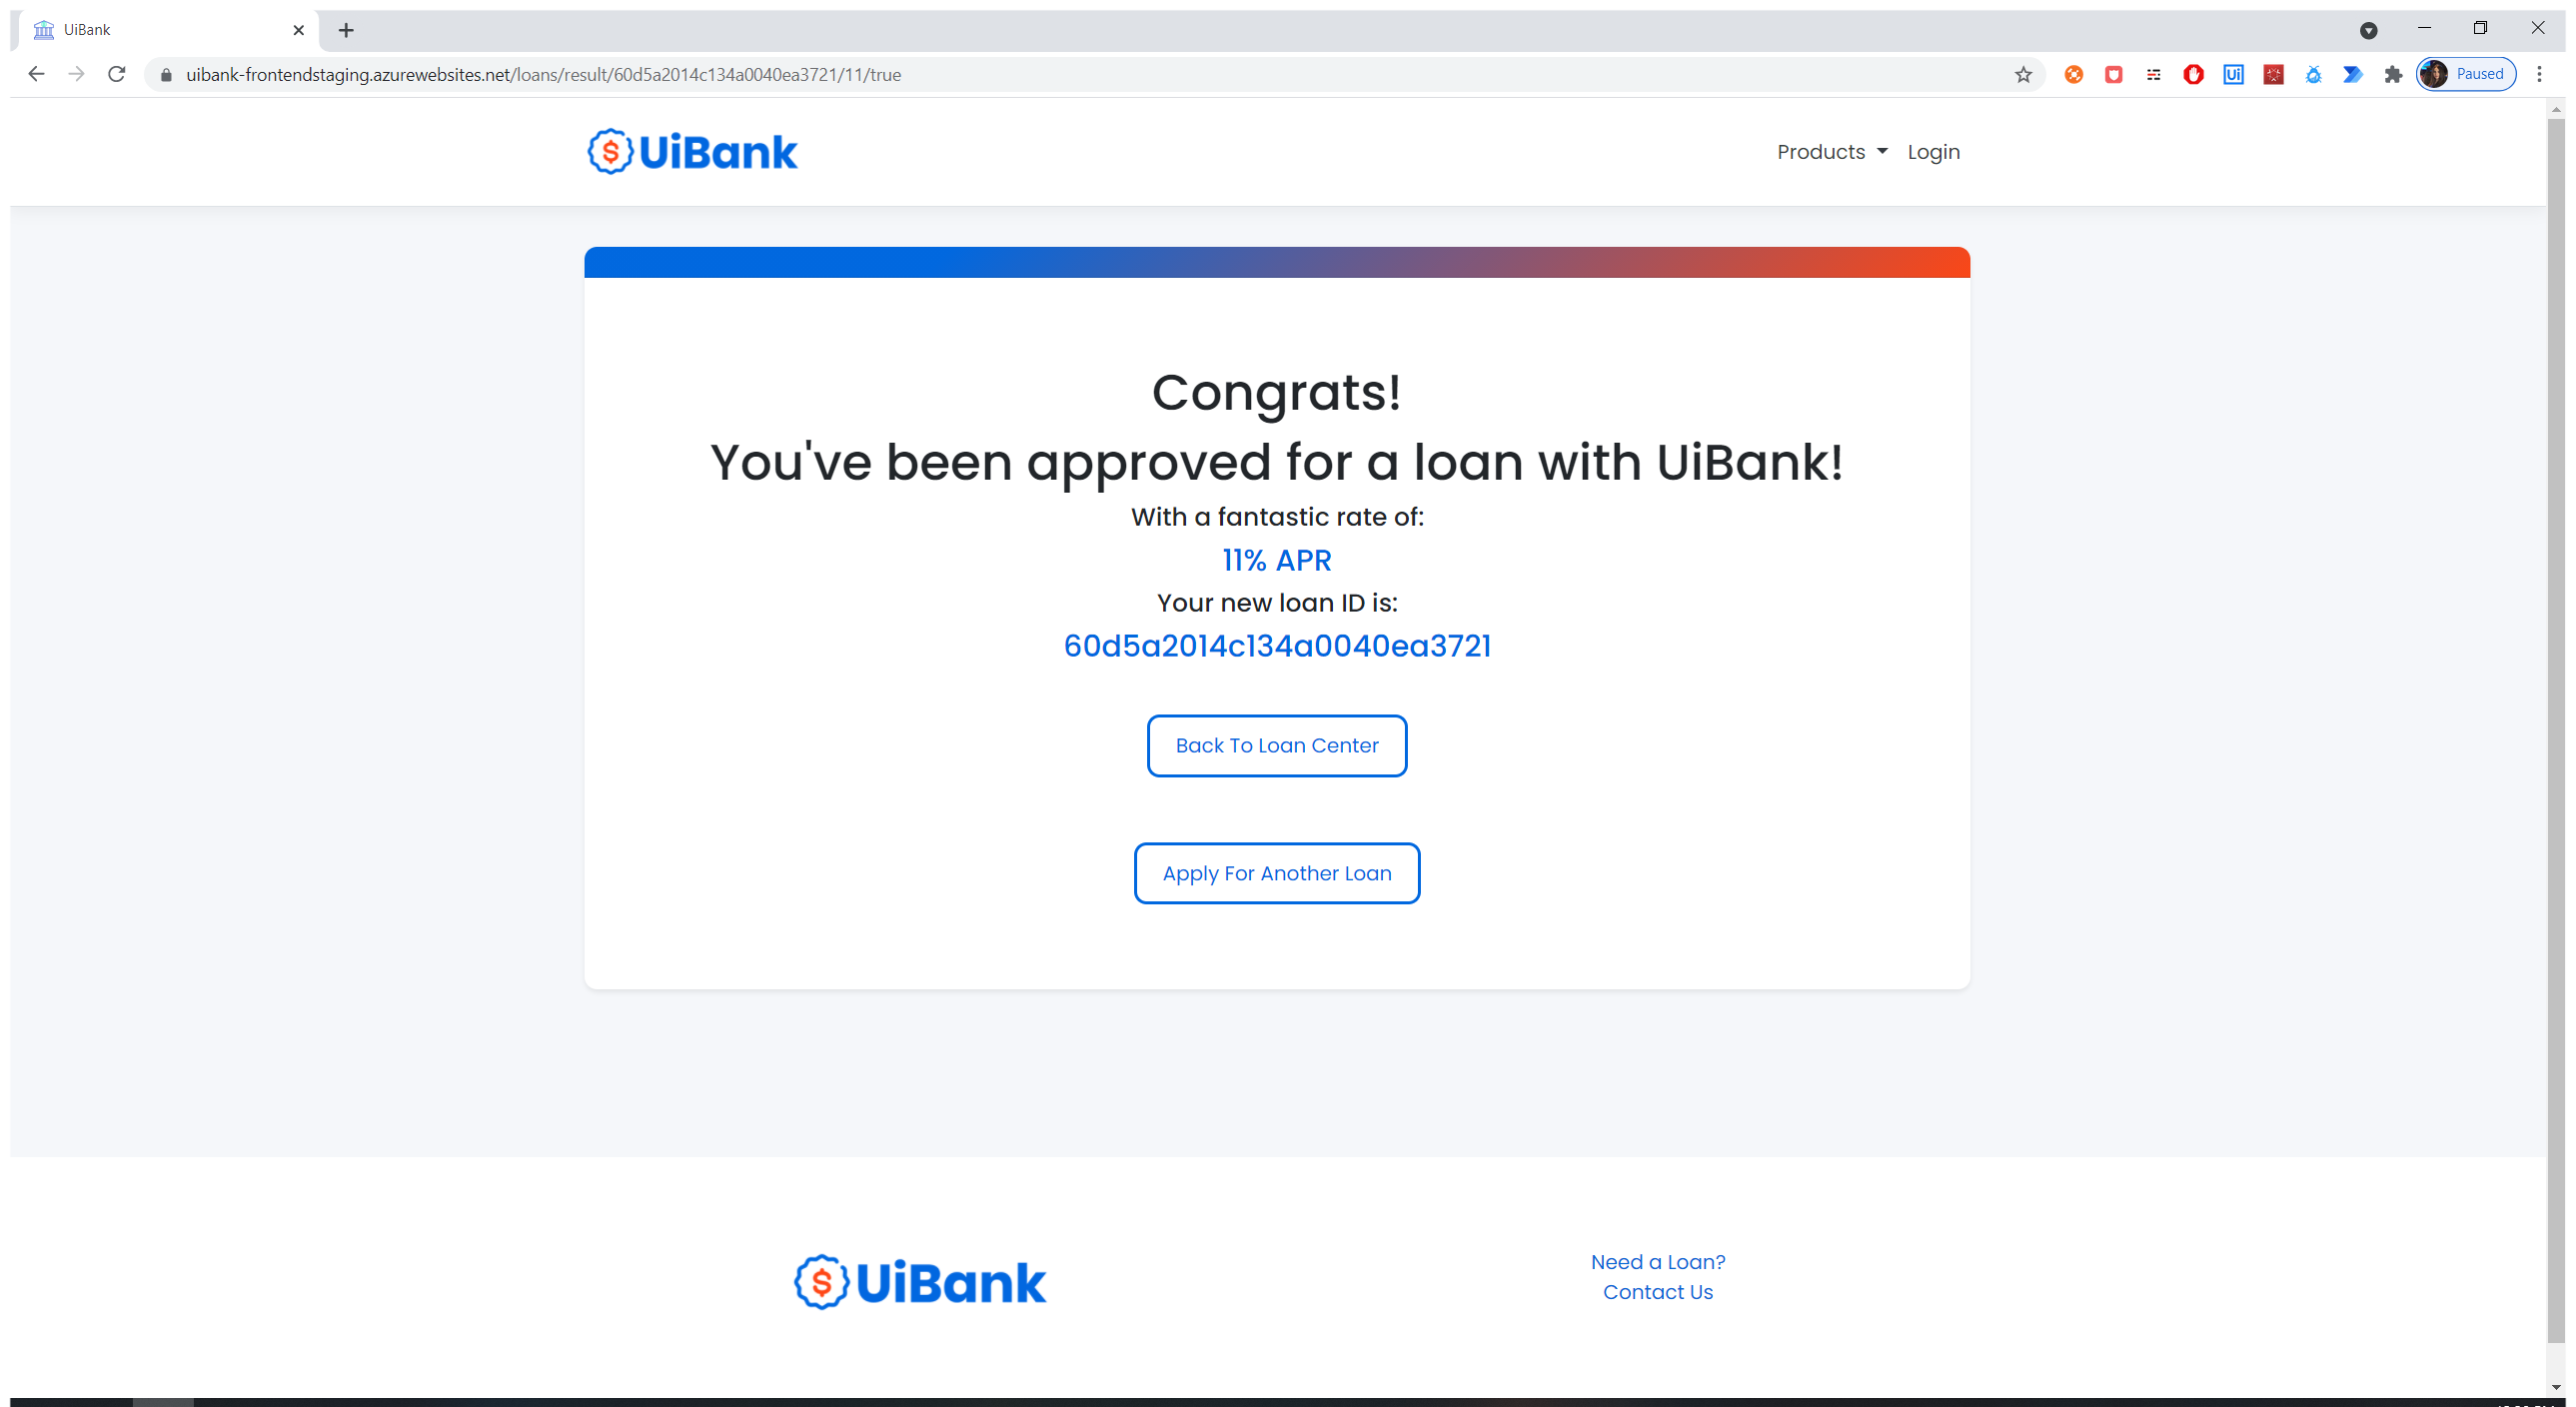 UiBank
uibank-frontendstaging.azurewebsites.net/loans/result/60d5a2014c134a0040ea3721/11/true
Ui
Paused
$ UiBank
Products
Login
Congrats!
You've been approved for a loan with UiBank!
With a fantastic rate of:
11% APR
Your new loan ID is:
60d5a2014c134a0040ea3721
Back To Loan Center
Apply For Another Loan
$ UiBank
Need a Loan?
Contact Us